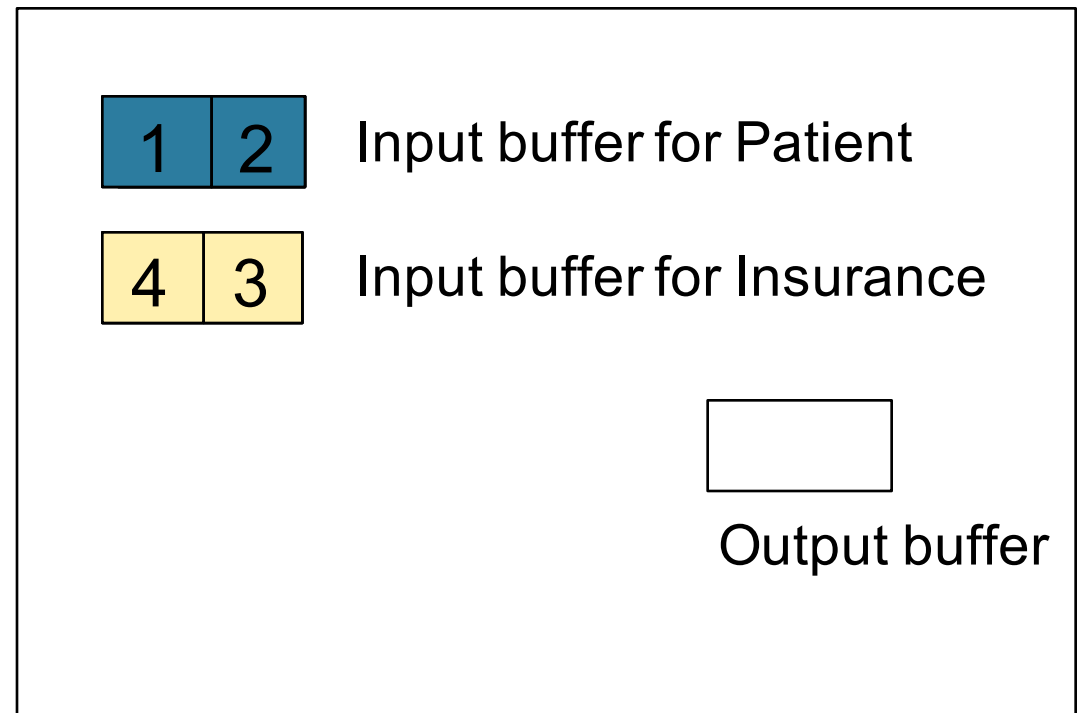 1 2 Input buffer for Patient
4 3 Input buffer for Insurance
Output buffer